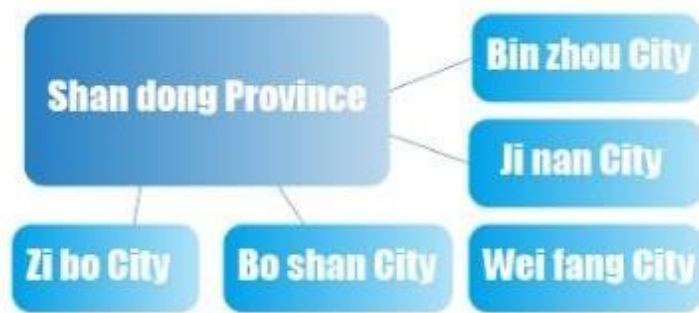 Shan dong Province
Bin zhou City
Ji nan City
Zi bo City
Bo shan City
Wei fang City